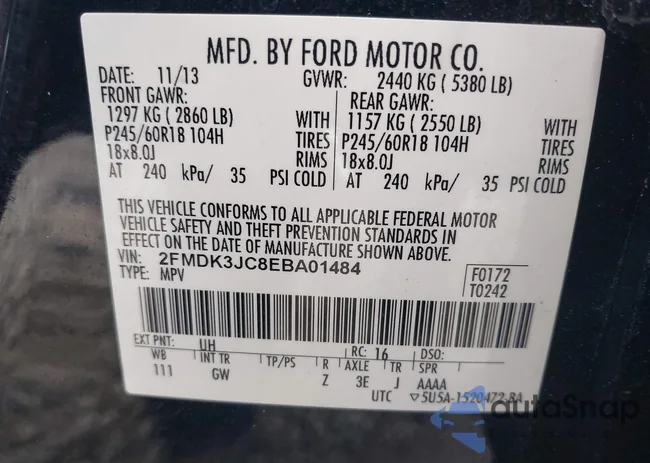 MFD. BY FORD MOTOR CO.
DATE: 11/13 GVWR: 2440 KG ( 5380 LB)
FRONT GAWR: REAR GAWR:
1297 KG ( 2860 LB) WITH 1157 KG ( 2550 LB) WITH
P245/60R18 104H TIRES P245/60R18 104H TIRES
18x8.0J RIMS 18x8.0J RIMS
AT 240 kPa/ 35 PSI COLD AT 240 kPa/ 35 PSI COLD
THIS VEHICLE CONFORMS TO ALL APPLICABLE FEDERAL MOTOR
VEHICLE SAFETY AND THEFT PREVENTION STANDARDS IN
EFFECT ON THE DATE OF MANUFACTURE SHOWN ABOVE.
VIN: 2FMDK3JC8EBA01484
TYPE: MPV
F0172
T0242
EXT PNT: UH RC: 16 DSO:
WB INT TR TP/PS R AXLE TR SPR
111 GW Z 3E J AAAA
UTC ▽5U5A-1520472-BA
autoSnap